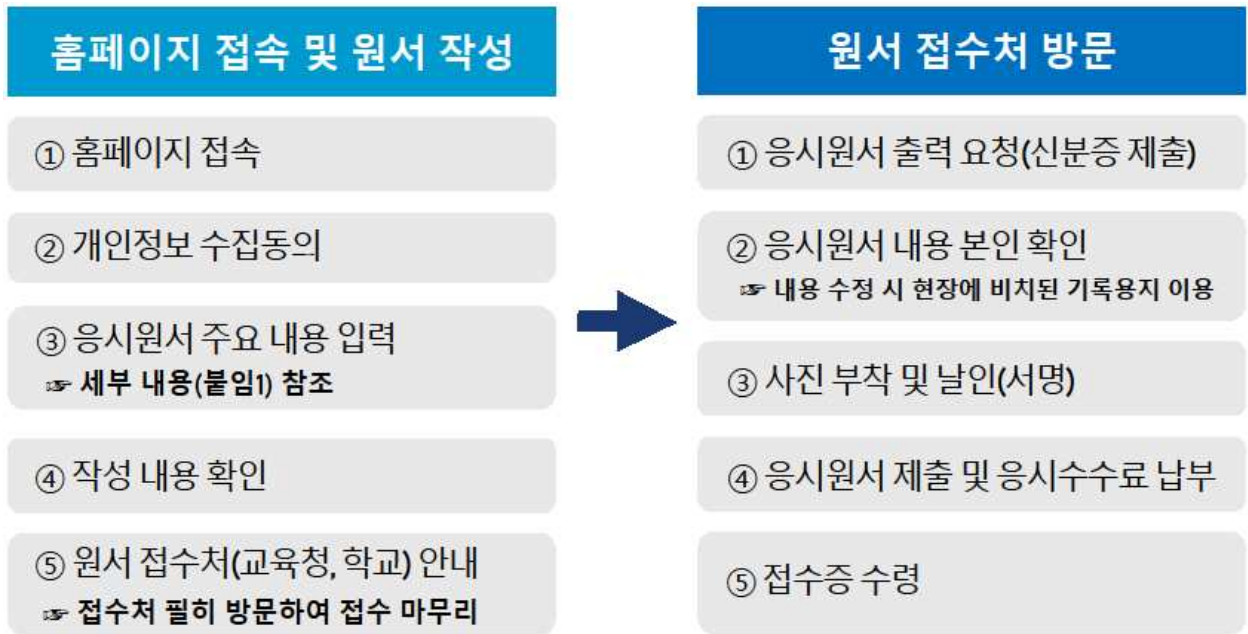 홈페이지 접속 및 원서 작성
① 홈페이지 접속
② 개인정보 수집동의
③ 응시원서 주요 내용 입력
☞ 세부 내용(붙임1) 참조
④ 작성 내용 확인
⑤ 원서 접수처(교육청, 학교) 안내
☞ 접수처 필히 방문하여 접수 마무리
원서 접수처 방문
① 응시원서 출력 요청(신분증 제출)
② 응시원서 내용 본인 확인
☞ 내용 수정 시 현장에 비치된 기록용지 이용
③ 사진 부착 및 날인(서명)
④ 응시원서 제출 및 응시수수료 납부
⑤ 접수증 수령